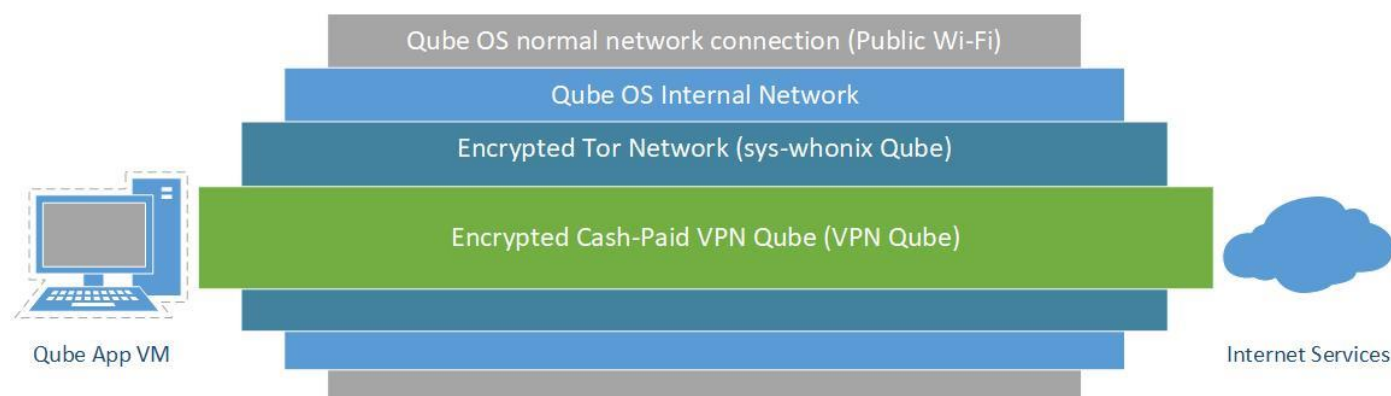 Qube OS normal network connection (Public Wi-Fi)
Qube OS Internal Network
Encrypted Tor Network (sys-whonix Qube)
Encrypted Cash-Paid VPN Qube (VPN Qube)
Qube App VM
Internet Services